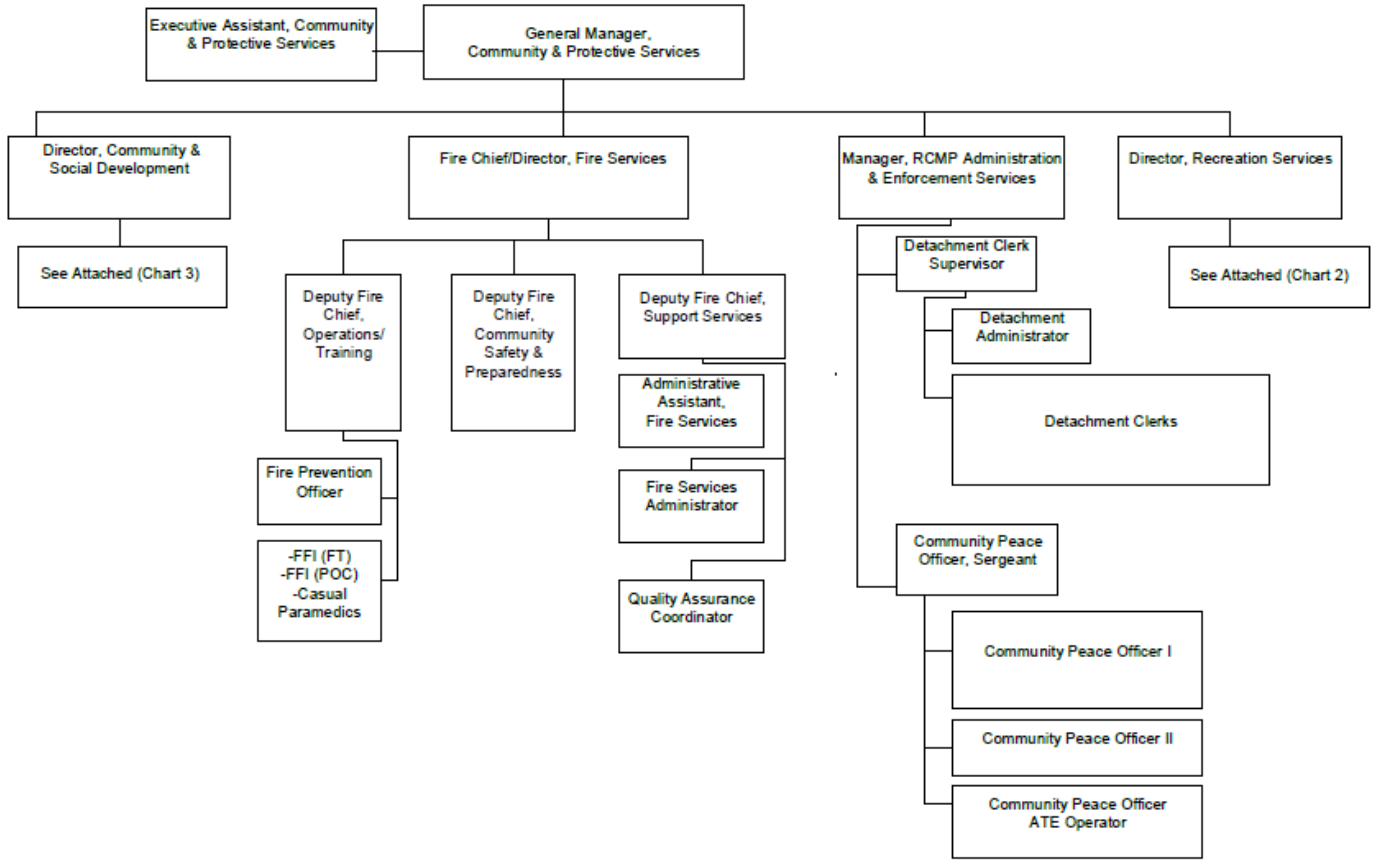 Executive Assistant, Community
& Protective Services
General Manager,
Community & Protective Services
Director, Community &
Social Development
Fire Chief/Director, Fire Services
Manager, RCMP Administration
& Enforcement Services
Director, Recreation Services
See Attached (Chart 3)
Deputy Fire
Chief,
Operations/
Training
Deputy Fire
Chief,
Community
Safety &
Preparedness
Deputy Fire Chief,
Support Services
Detachment Clerk
Supervisor
See Attached (Chart 2)
Detachment
Administrator
Administrative
Assistant,
Fire Services
Detachment Clerks
Fire Prevention
Officer
Fire Services
Administrator
-FFI (FT)
-FFI (POC)
-Casual
Paramedics
Quality Assurance
Coordinator
Community Peace
Officer, Sergeant
Community Peace Officer I
Community Peace Officer II
Community Peace Officer
ATE Operator